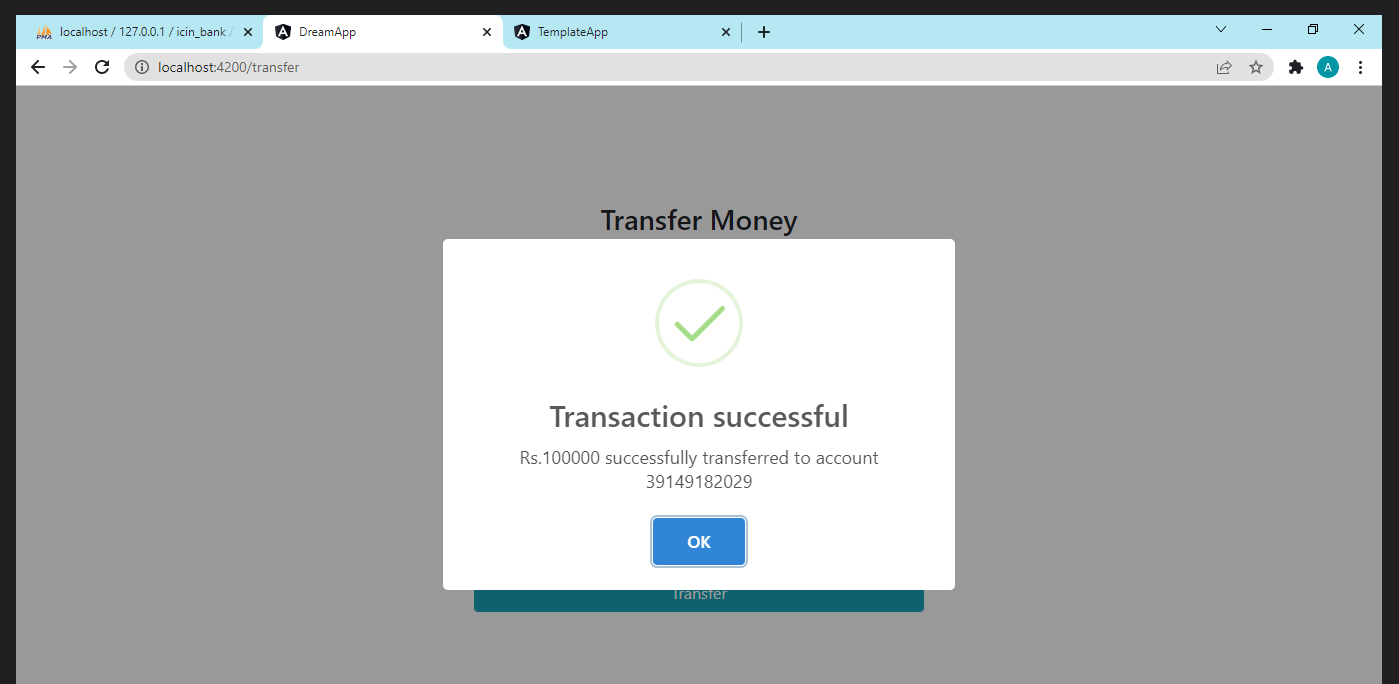 PMA localhost / 127.0.0.1 / icin_bank /
DreamApp
TemplateApp
localhost:4200/transfer
A
Transfer Money
Transaction successful
Rs.100000 successfully transferred to account
39149182029
OK
Transfer